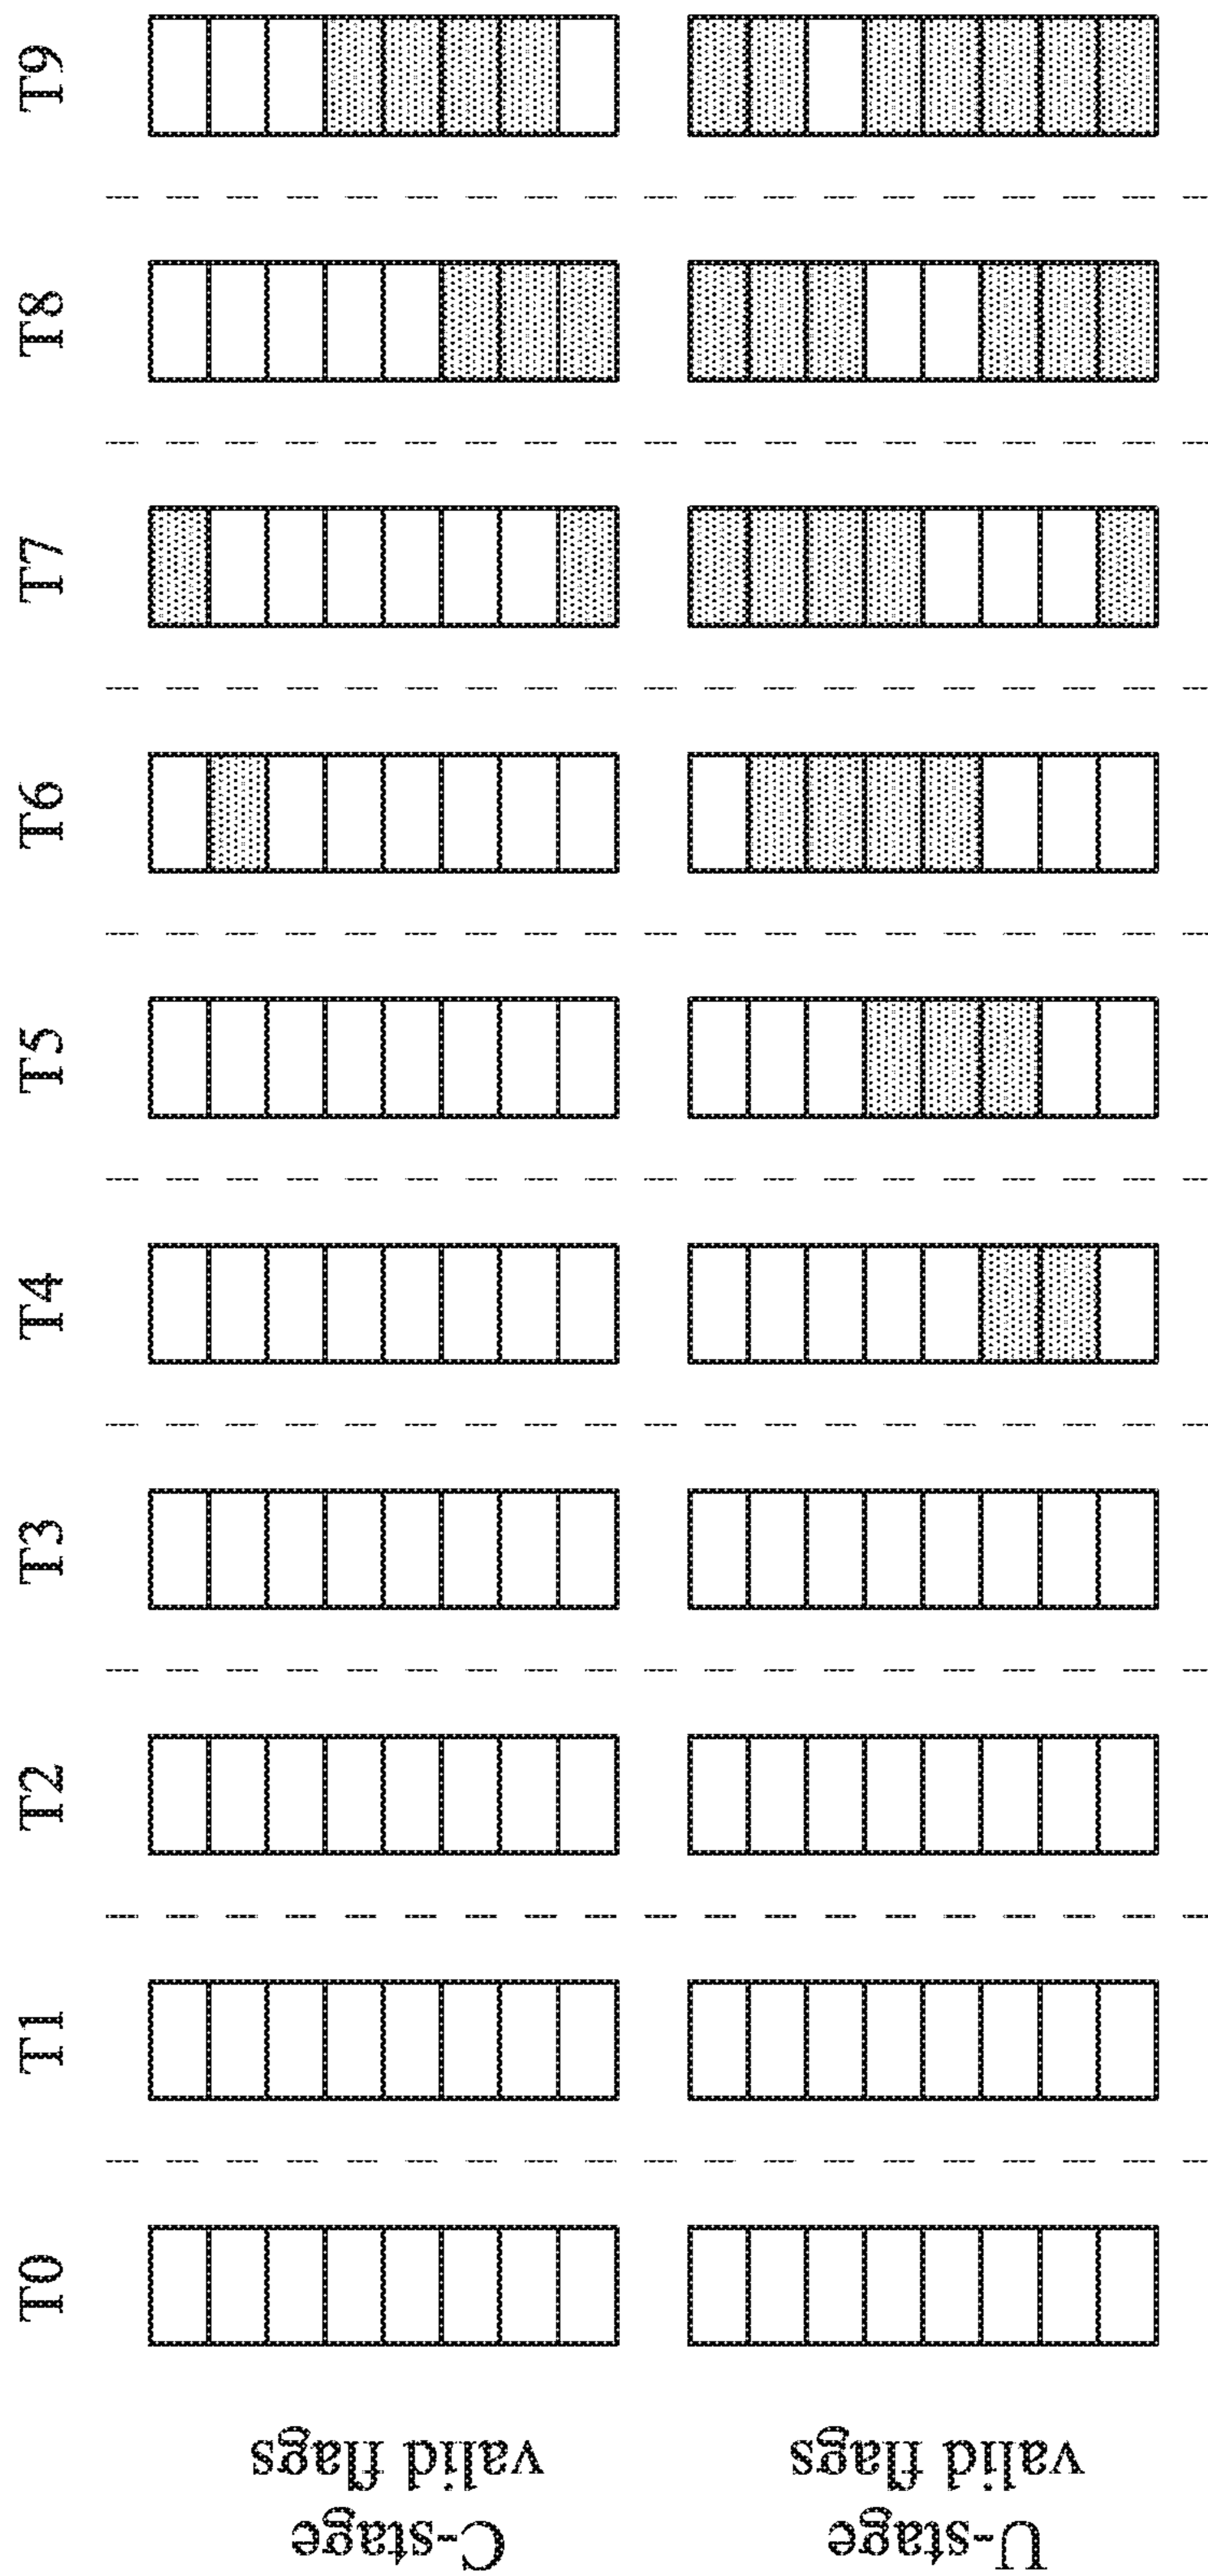 T0 T1 T2 T3 T4 T5 T6 T7 T8 T9
C-stage
valid flags
U-stage
valid flags